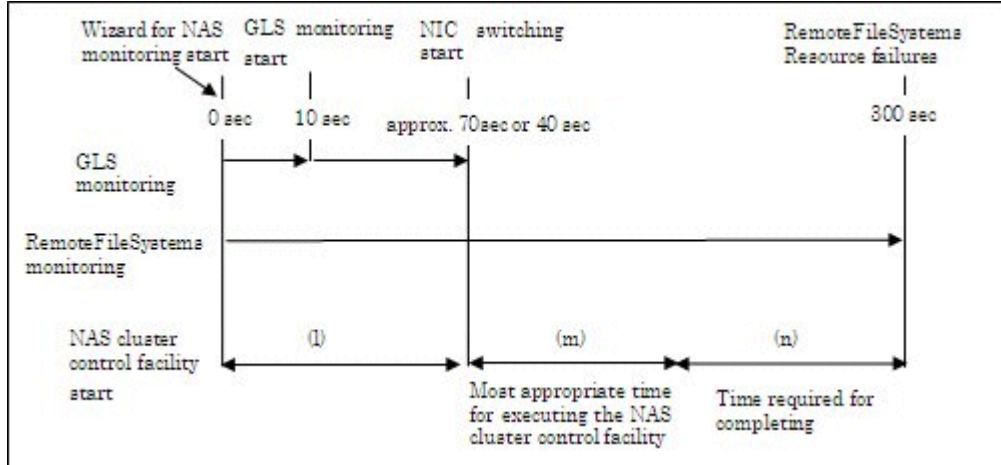 Wizard for NAS
monitoring start
GLS monitoring
start
NIC switching
start
RemoteFileSystems
Resource failures
0 sec
10 sec
approx. 70sec or 40 sec
300 sec
GLS
monitoring
RemoteFileSystems
monitoring
NAS cluster
control facility
start
(l)
(m)
(n)
Most appropriate time
for executing the NAS
cluster control facility
Time required for
completing